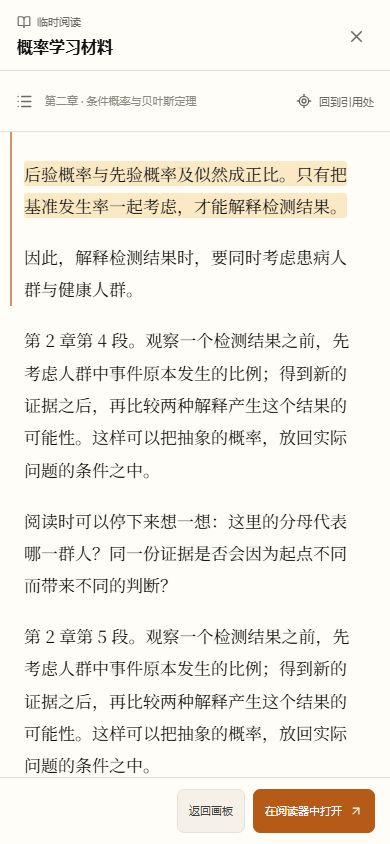 临时阅读
概率学习材料
第二章 · 条件概率与贝叶斯定理
回到引用处
后验概率与先验概率及似然成正比。只有把
基准发生率一起考虑，才能解释检测结果。
因此，解释检测结果时，要同时考虑患病人
群与健康人群。
第 2 章第 4 段。观察一个检测结果之前，先
考虑人群中事件原本发生的比例；得到新的
证据之后，再比较两种解释产生这个结果的
可能性。这样可以把抽象的概率，放回实际
问题的条件之中。
阅读时可以停下来想一想：这里的分母代表
哪一群人？同一份证据是否会因为起点不同
而带来不同的判断？
第 2 章第 5 段。观察一个检测结果之前，先
考虑人群中事件原本发生的比例；得到新的
证据之后，再比较两种解释产生这个结果的
可能性。这样可以把抽象的概率，放回实际
问题的条件之中。
返回画板
在阅读器中打开